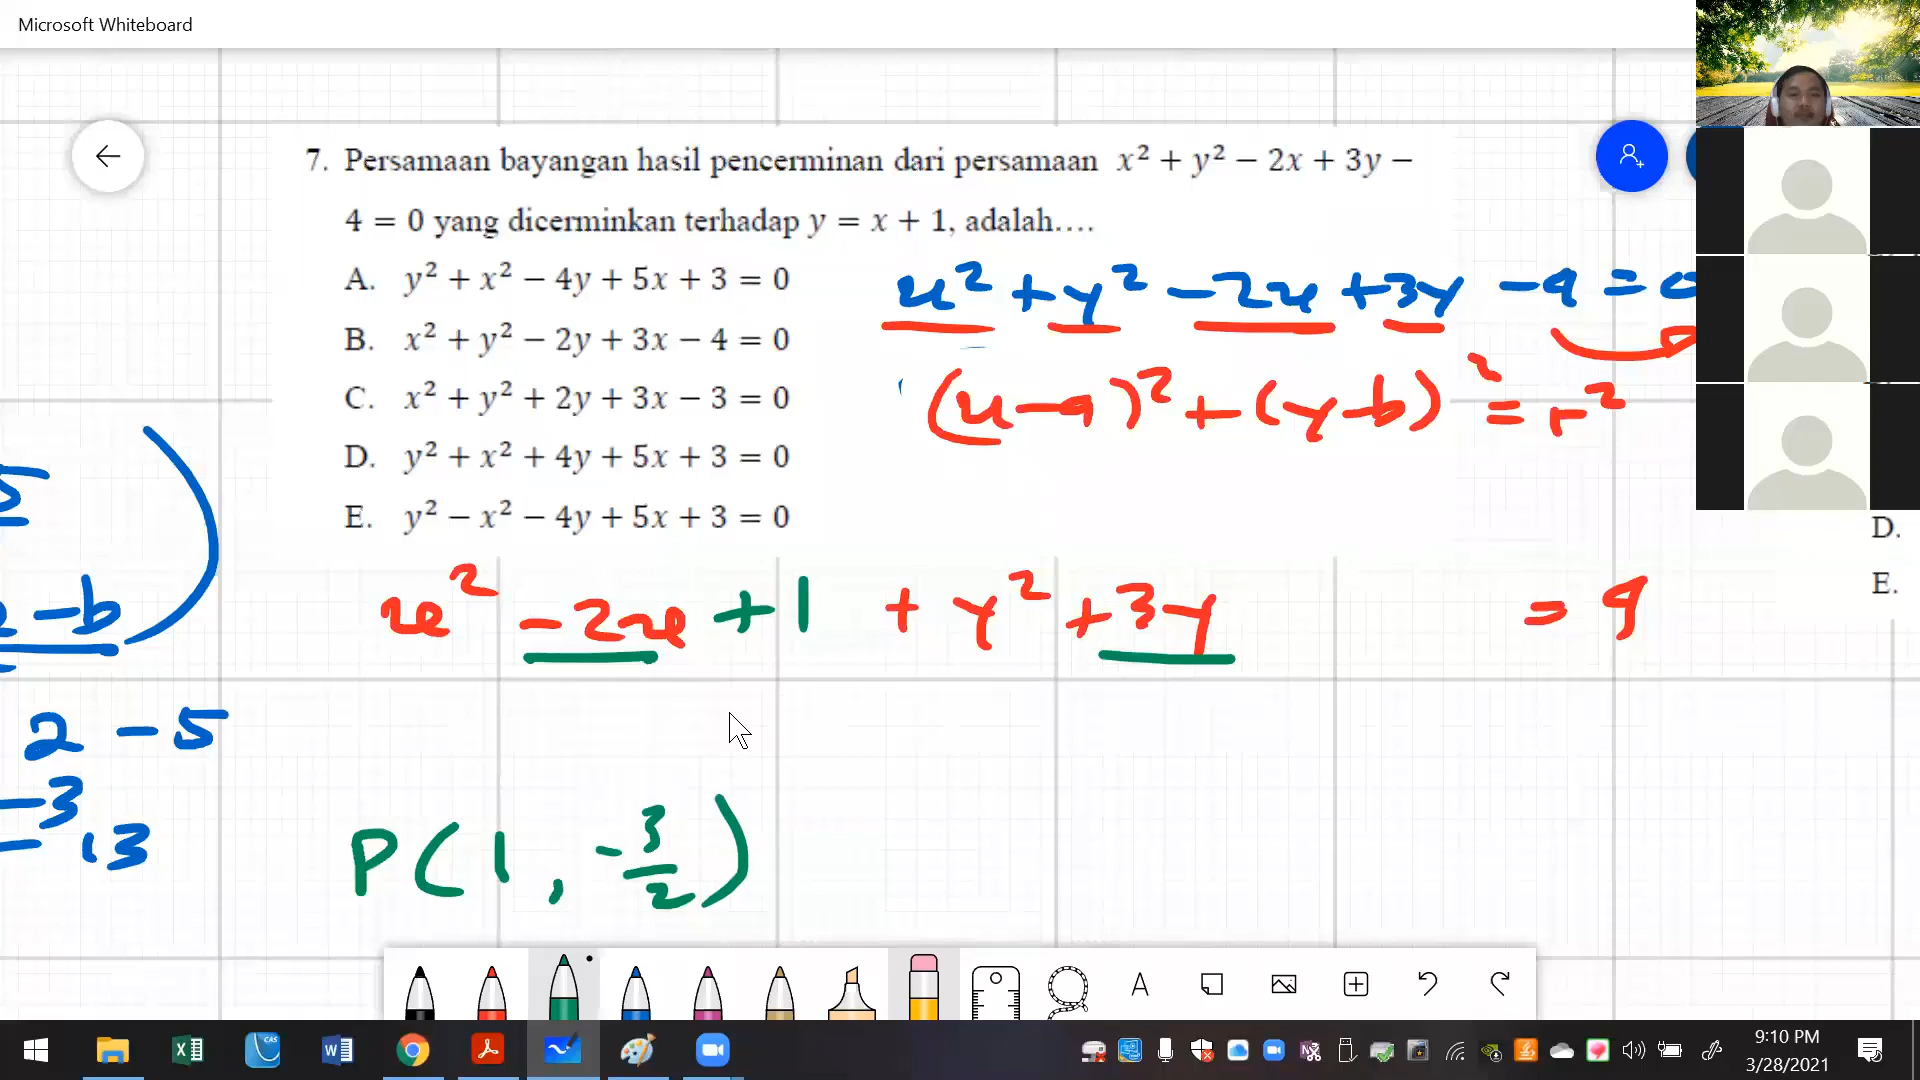 Microsoft Whiteboard
7. Persamaan bayangan hasil pencerminan dari persamaan x² + y² − 2x + 3y −
4 = 0 yang dicerminkan terhadap y = x + 1, adalah….
A. y² + x² − 4y + 5x + 3 = 0
B. x² + y² − 2y + 3x − 4 = 0
C. x² + y² + 2y + 3x − 3 = 0
D. y² + x² + 4y + 5x + 3 = 0
E. y² − x² − 4y + 5x + 3 = 0
x² + y² − 2x + 3y − 4 = 0
(x − a)² + (y − b)² = r²
D.
E.
5
− b
x² − 2x + 1 + y² + 3y = 4
2 − 5
− 3
= 13
P(1, −3/2)
A
CAS
9:10 PM
3/28/2021